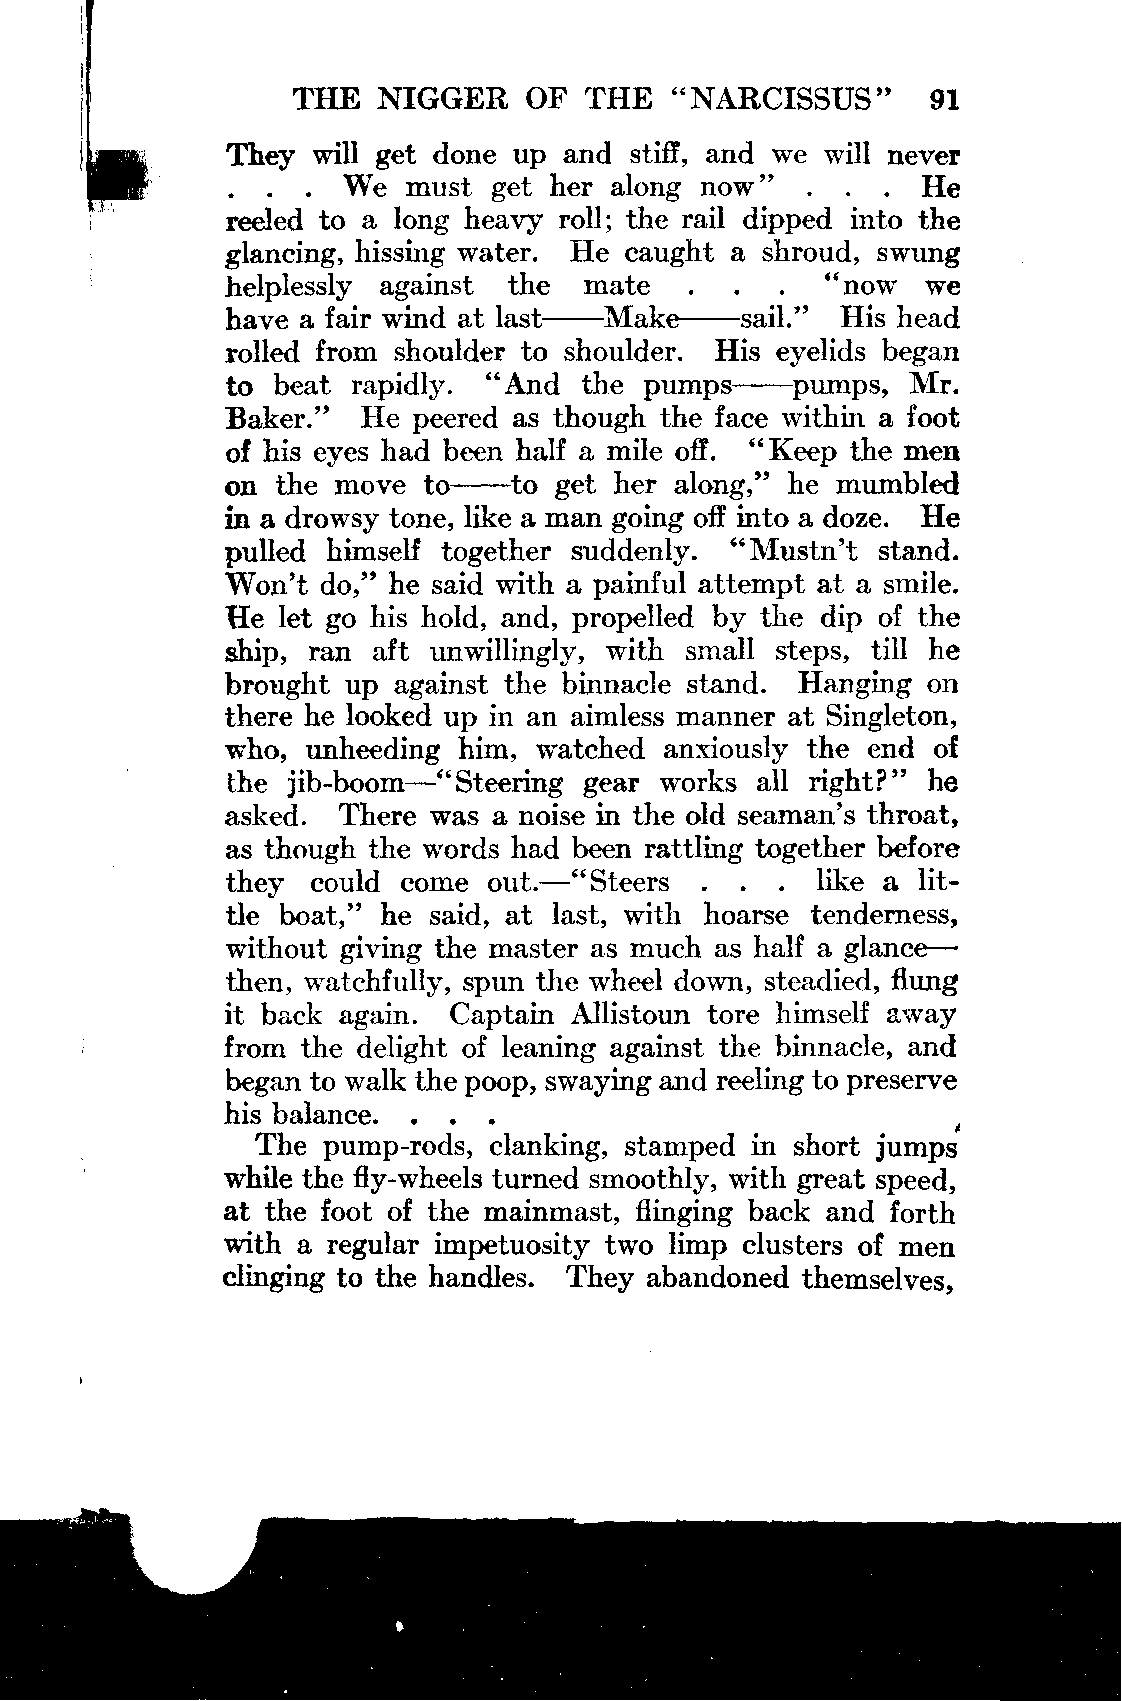 THE NIGGER OF THE "NARCISSUS" 91
They will get done up and stiff, and we will never
. . . We must get her along now" . . . He
reeled to a long heavy roll; the rail dipped into the
glancing, hissing water. He caught a shroud, swung
helplessly against the mate . . . "now we
have a fair wind at last——Make——sail." His head
rolled from shoulder to shoulder. His eyelids began
to beat rapidly. "And the pumps——pumps, Mr.
Baker." He peered as though the face within a foot
of his eyes had been half a mile off. "Keep the men
on the move to——to get her along," he mumbled
in a drowsy tone, like a man going off into a doze. He
pulled himself together suddenly. "Mustn't stand.
Won't do," he said with a painful attempt at a smile.
He let go his hold, and, propelled by the dip of the
ship, ran aft unwillingly, with small steps, till he
brought up against the binnacle stand. Hanging on
there he looked up in an aimless manner at Singleton,
who, unheeding him, watched anxiously the end of
the jib-boom—"Steering gear works all right?" he
asked. There was a noise in the old seaman's throat,
as though the words had been rattling together before
they could come out.—"Steers . . . like a lit-
tle boat," he said, at last, with hoarse tenderness,
without giving the master as much as half a glance—
then, watchfully, spun the wheel down, steadied, flung
it back again. Captain Allistoun tore himself away
from the delight of leaning against the binnacle, and
began to walk the poop, swaying and reeling to preserve
his balance. . . .
The pump-rods, clanking, stamped in short jumps
while the fly-wheels turned smoothly, with great speed,
at the foot of the mainmast, flinging back and forth
with a regular impetuosity two limp clusters of men
clinging to the handles. They abandoned themselves,